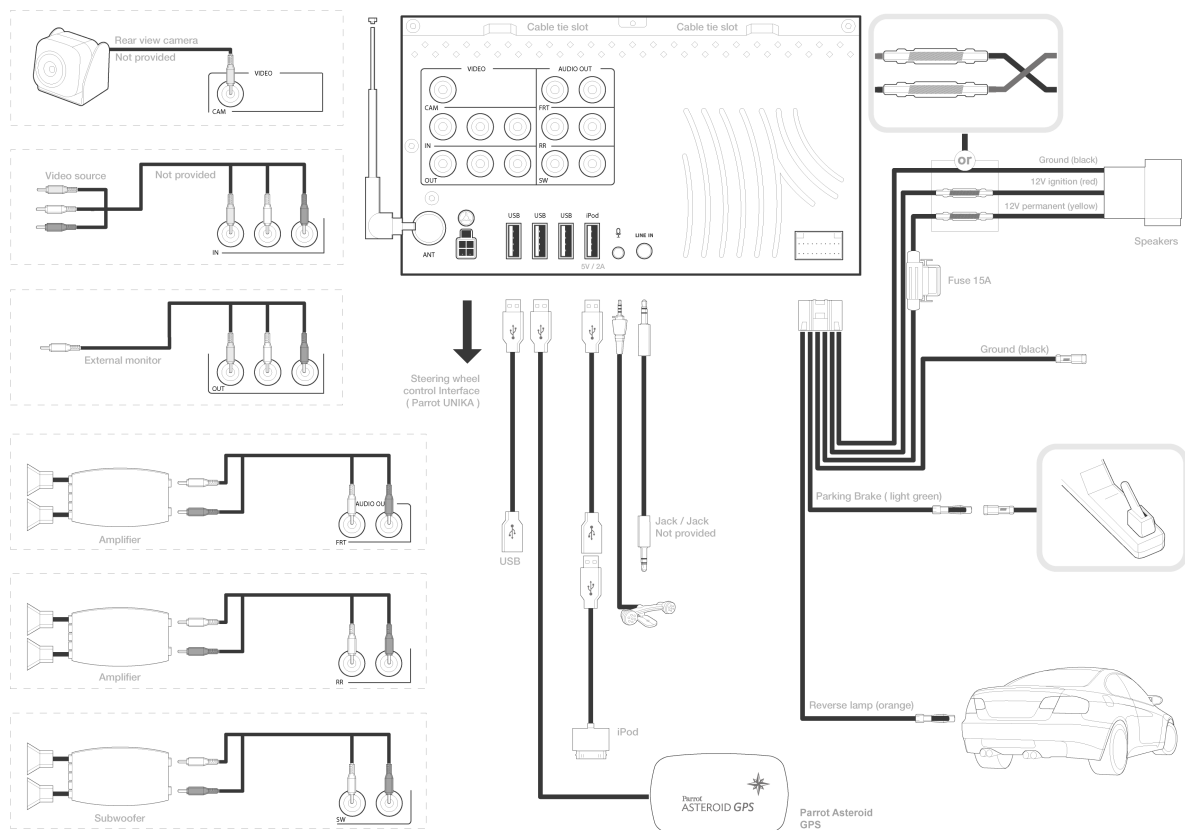 Rear view camera
Not provided
VIDEO
CAM
Video source
Not provided
IN
External monitor
OUT
Amplifier
AUDIO OU
FRT
Amplifier
RR
Subwoofer
SW
Cable tie slot
Cable tie slot
VIDEO
AUDIO OUT
CAM
FRT
IN
RR
OUT
SW
ANT
USB
USB
USB
iPod
5V / 2A
LINE IN
Steering wheel
control Interface
( Parrot UNIKA )
USB
iPod
Jack / Jack
Not provided
Parrot
ASTEROID GPS
Parrot Asteroid
GPS
or
Ground (black)
12V ignition (red)
12V permanent (yellow)
Speakers
Fuse 15A
Ground (black)
Parking Brake ( light green)
Reverse lamp (orange)